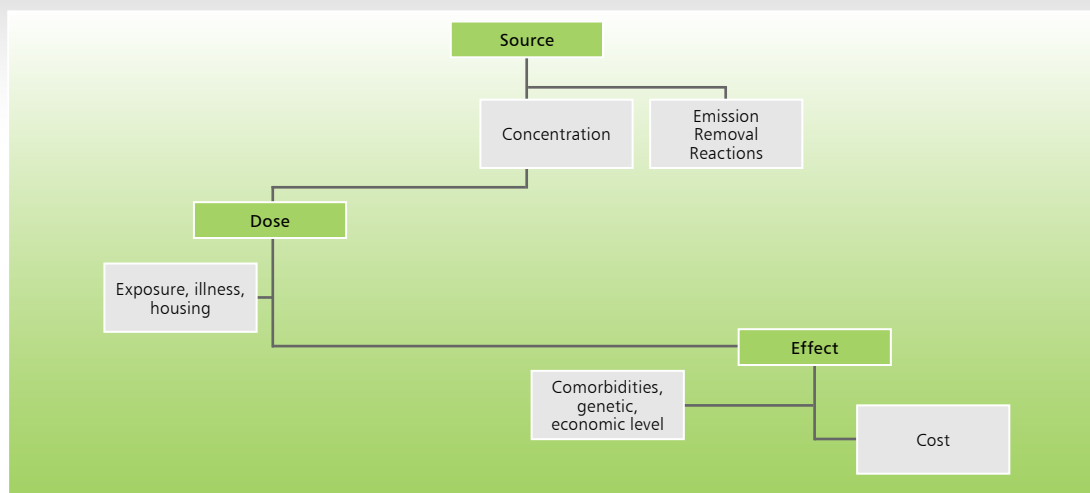 Source
Concentration
Emission
Removal
Reactions
Dose
Exposure, illness,
housing
Effect
Comorbidities,
genetic,
economic level
Cost